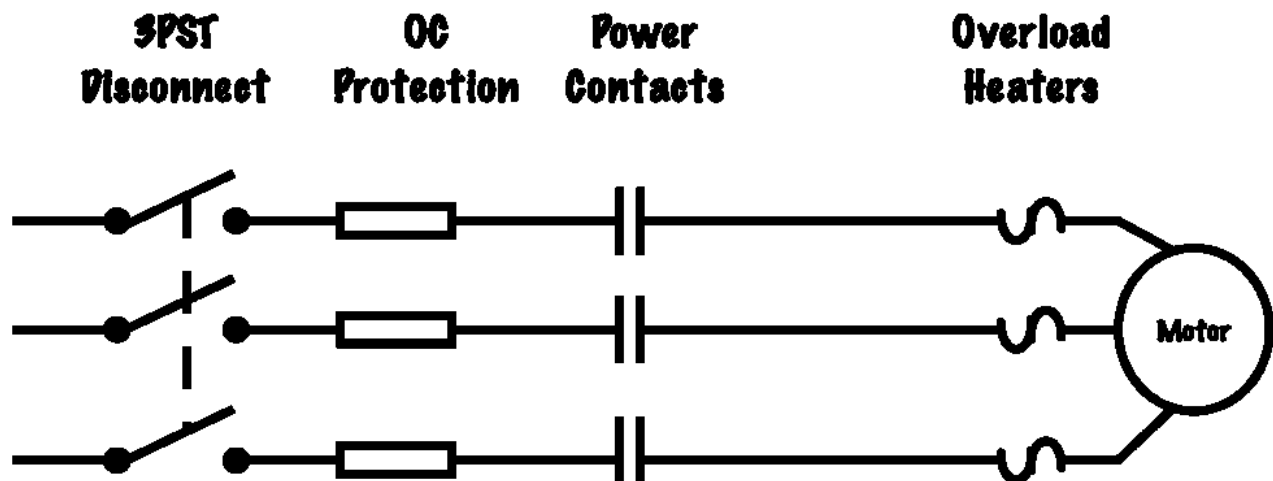 3PST
Disconnect
OC
Protection
Power
Contacts
Overload
Heaters
Motor